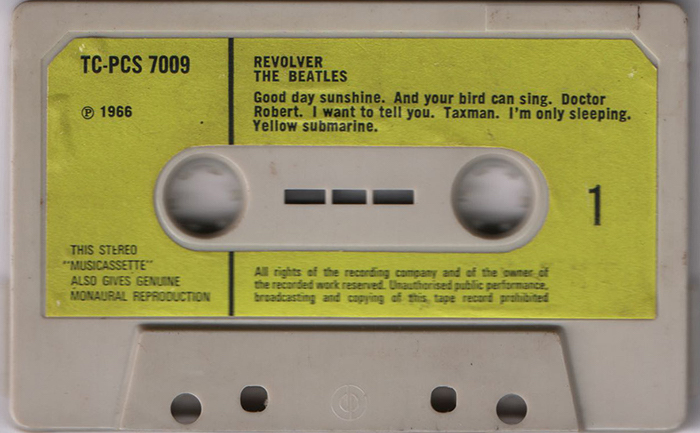 TC-PCS 7009
℗ 1966
REVOLVER
THE BEATLES
Good day sunshine. And your bird can sing. Doctor
Robert. I want to tell you. Taxman. I'm only sleeping.
Yellow submarine.
1
THIS STEREO
"MUSICASSETTE"
ALSO GIVES GENUINE
MONAURAL REPRODUCTION
All rights of the recording company and of the owner of
the recorded work reserved. Unauthorised public performance,
broadcasting and copying of this tape record prohibited